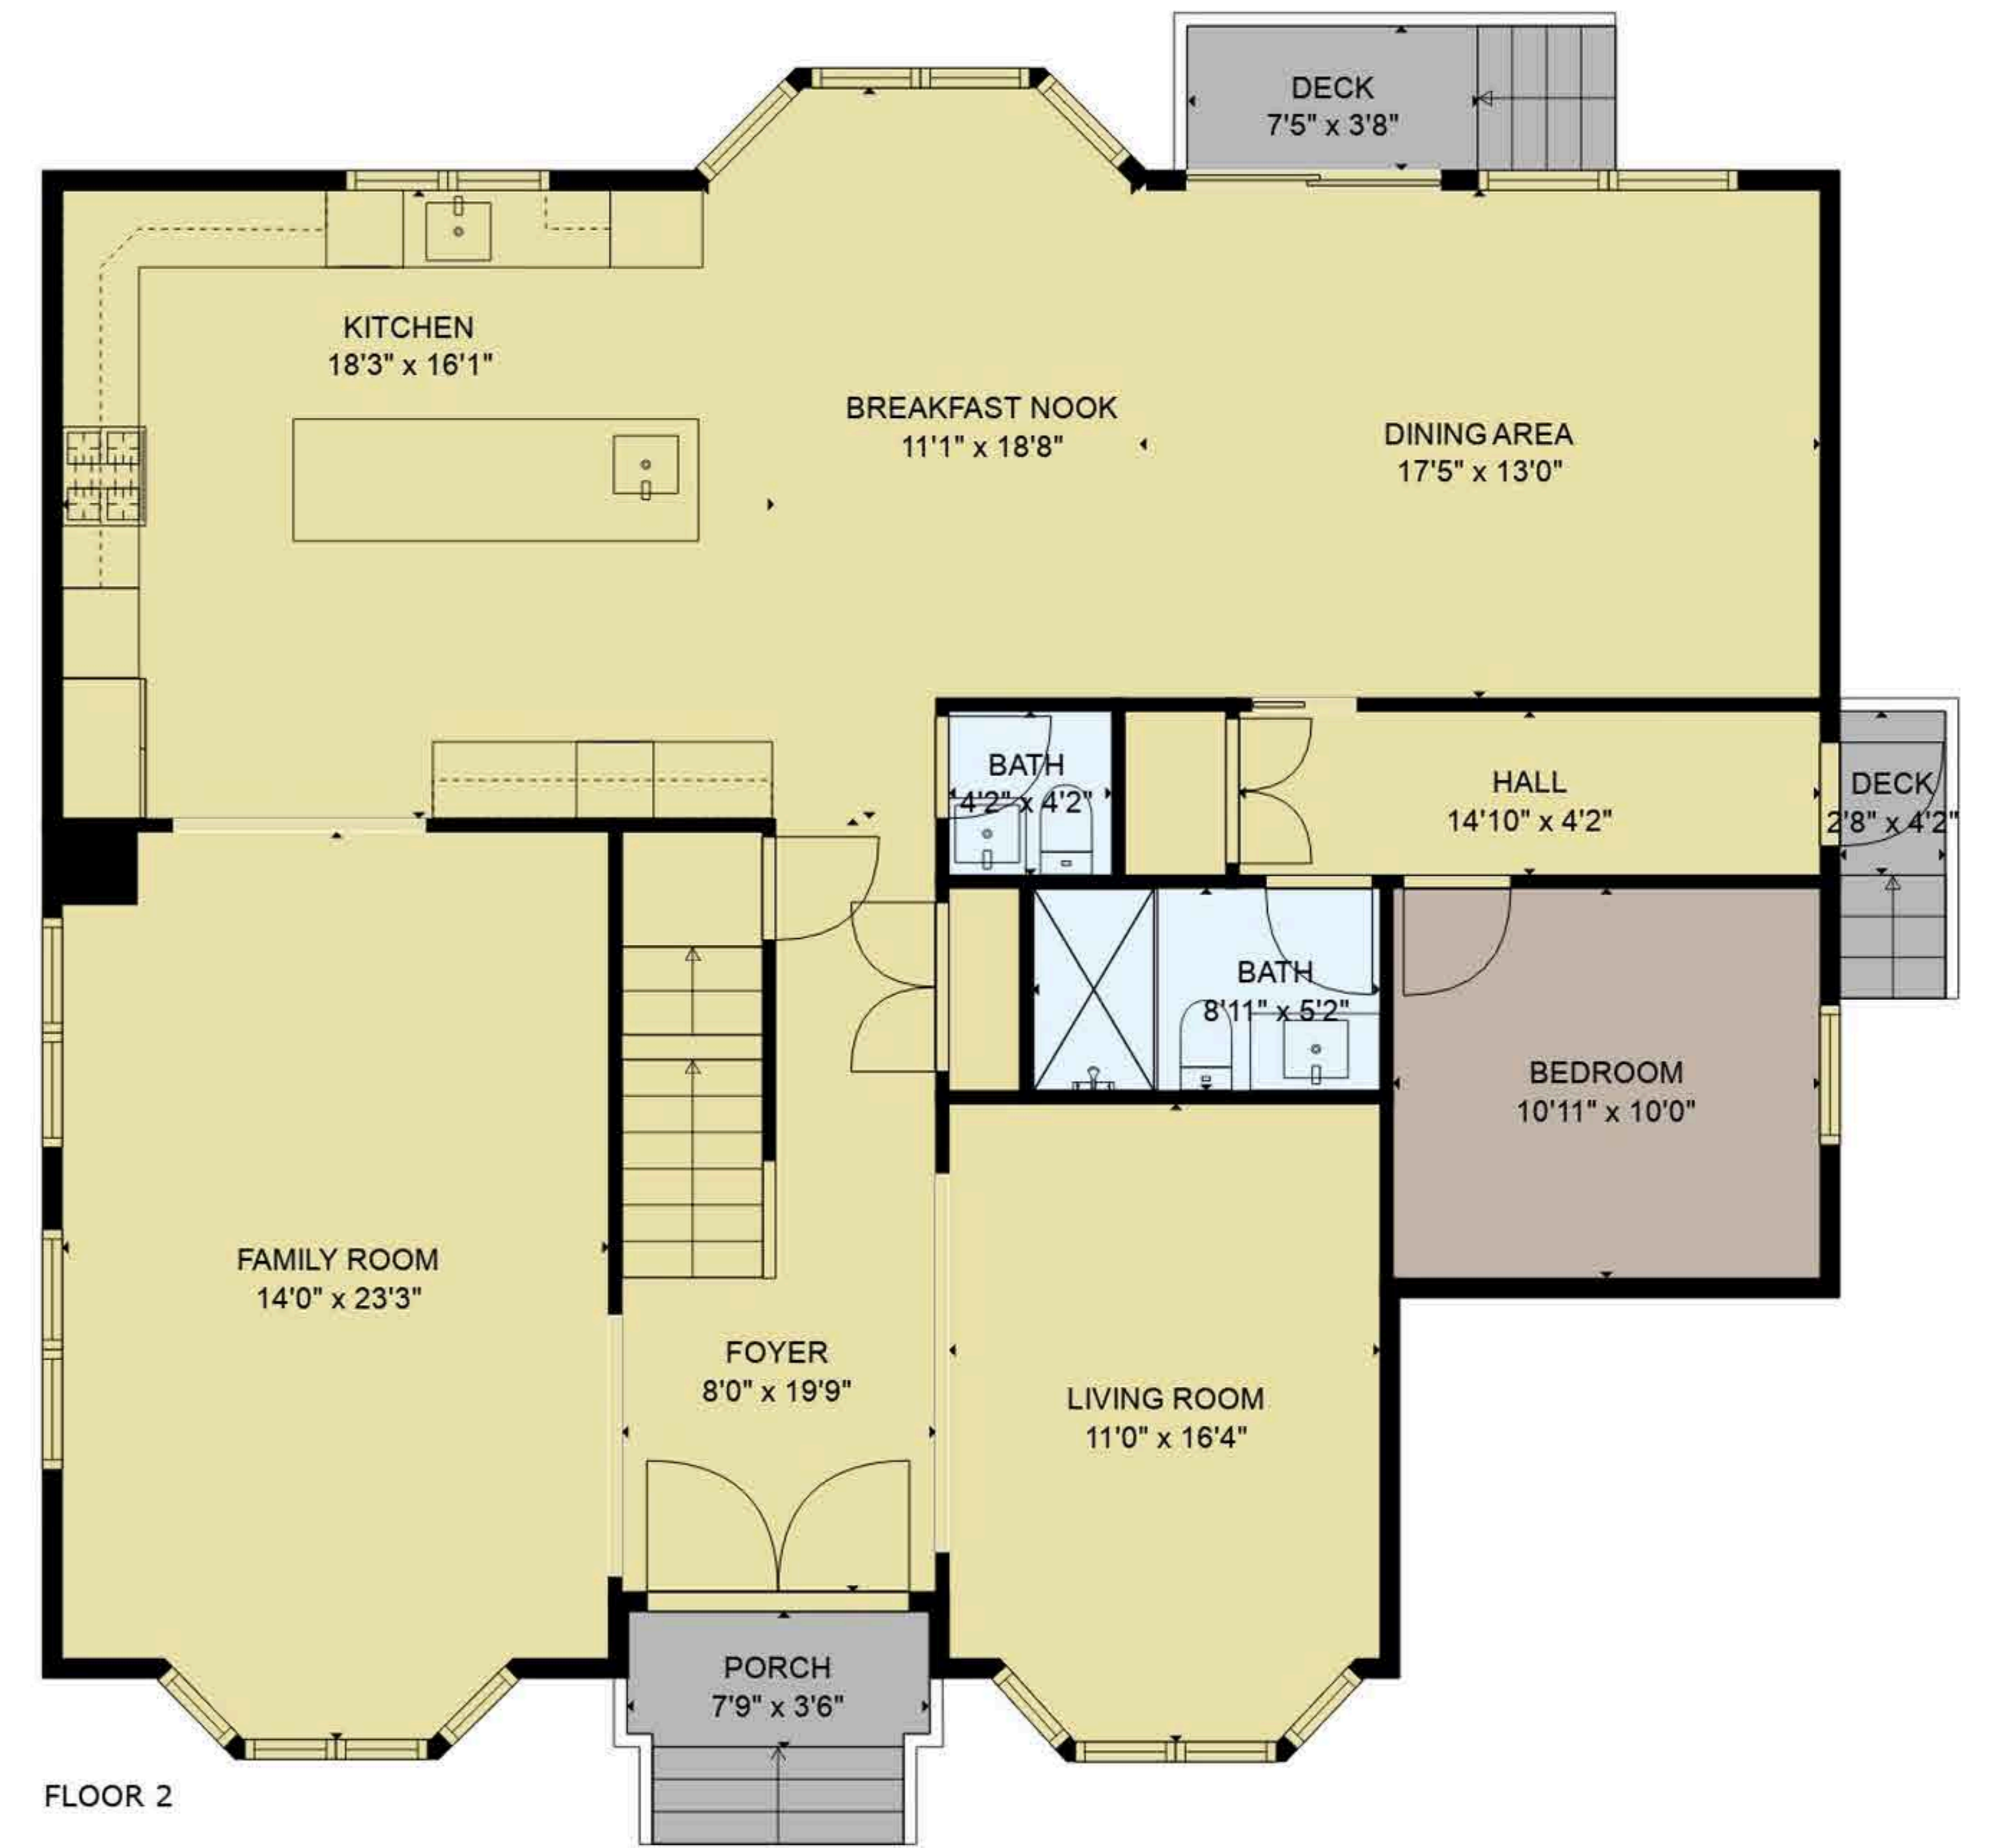 DECK
7'5" x 3'8"
KITCHEN
18'3" x 16'1"
BREAKFAST NOOK
11'1" x 18'8"
DINING AREA
17'5" x 13'0"
BATH
4'2" x 4'2"
HALL
14'10" x 4'2"
DECK
2'8" x 4'2"
BATH
8'11" x 5'2"
BEDROOM
10'11" x 10'0"
FAMILY ROOM
14'0" x 23'3"
FOYER
8'0" x 19'9"
LIVING ROOM
11'0" x 16'4"
PORCH
7'9" x 3'6"
FLOOR 2